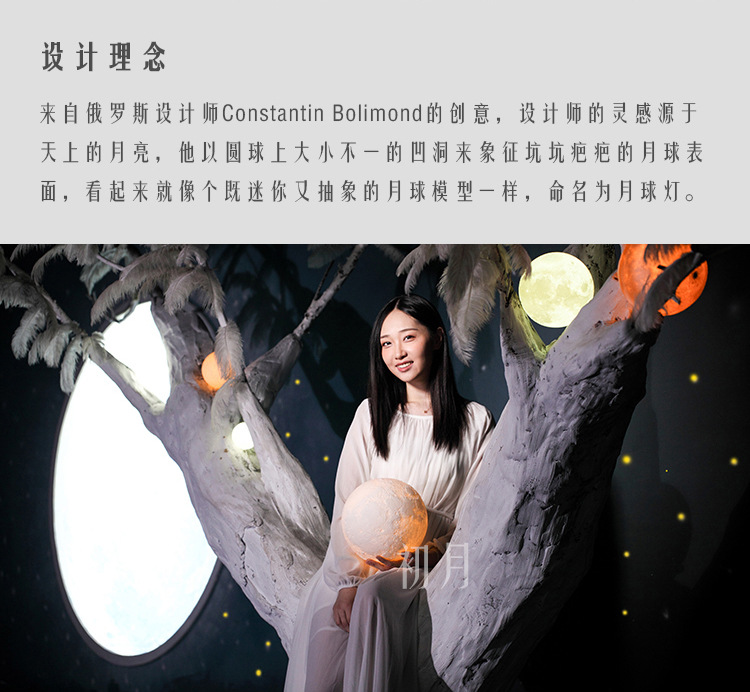 设计理念
来自俄罗斯设计师Constantin Bolimond的创意，设计师的灵感源于
天上的月亮，他以圆球上大小不一的凹洞来象征坑坑疤疤的月球表
面，看起来就像个既迷你又抽象的月球模型一样，命名为月球灯。
初月